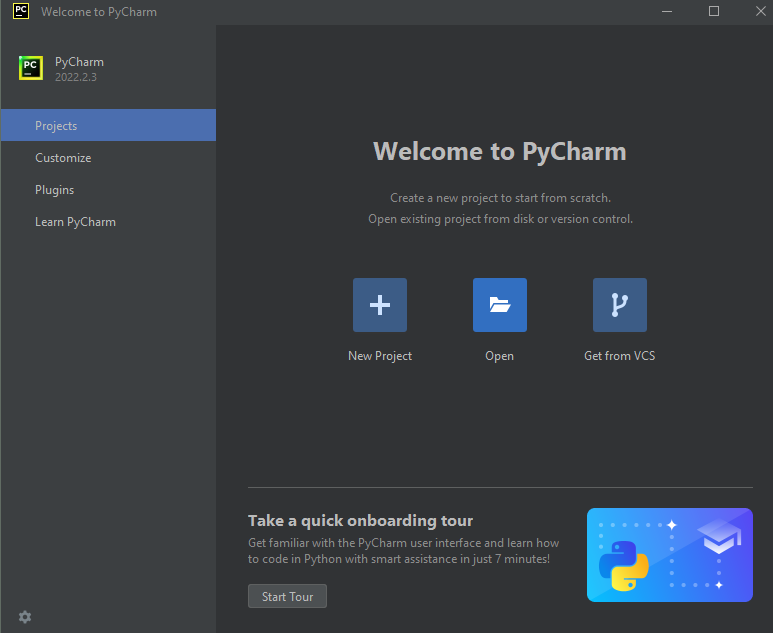 PC
Welcome to PyCharm
PC
PyCharm
2022.2.3
Projects
Customize
Plugins
Learn PyCharm
Welcome to PyCharm
Create a new project to start from scratch.
Open existing project from disk or version control.
New Project
Open
Get from VCS
Take a quick onboarding tour
Get familiar with the PyCharm user interface and learn how
to code in Python with smart assistance in just 7 minutes!
Start Tour